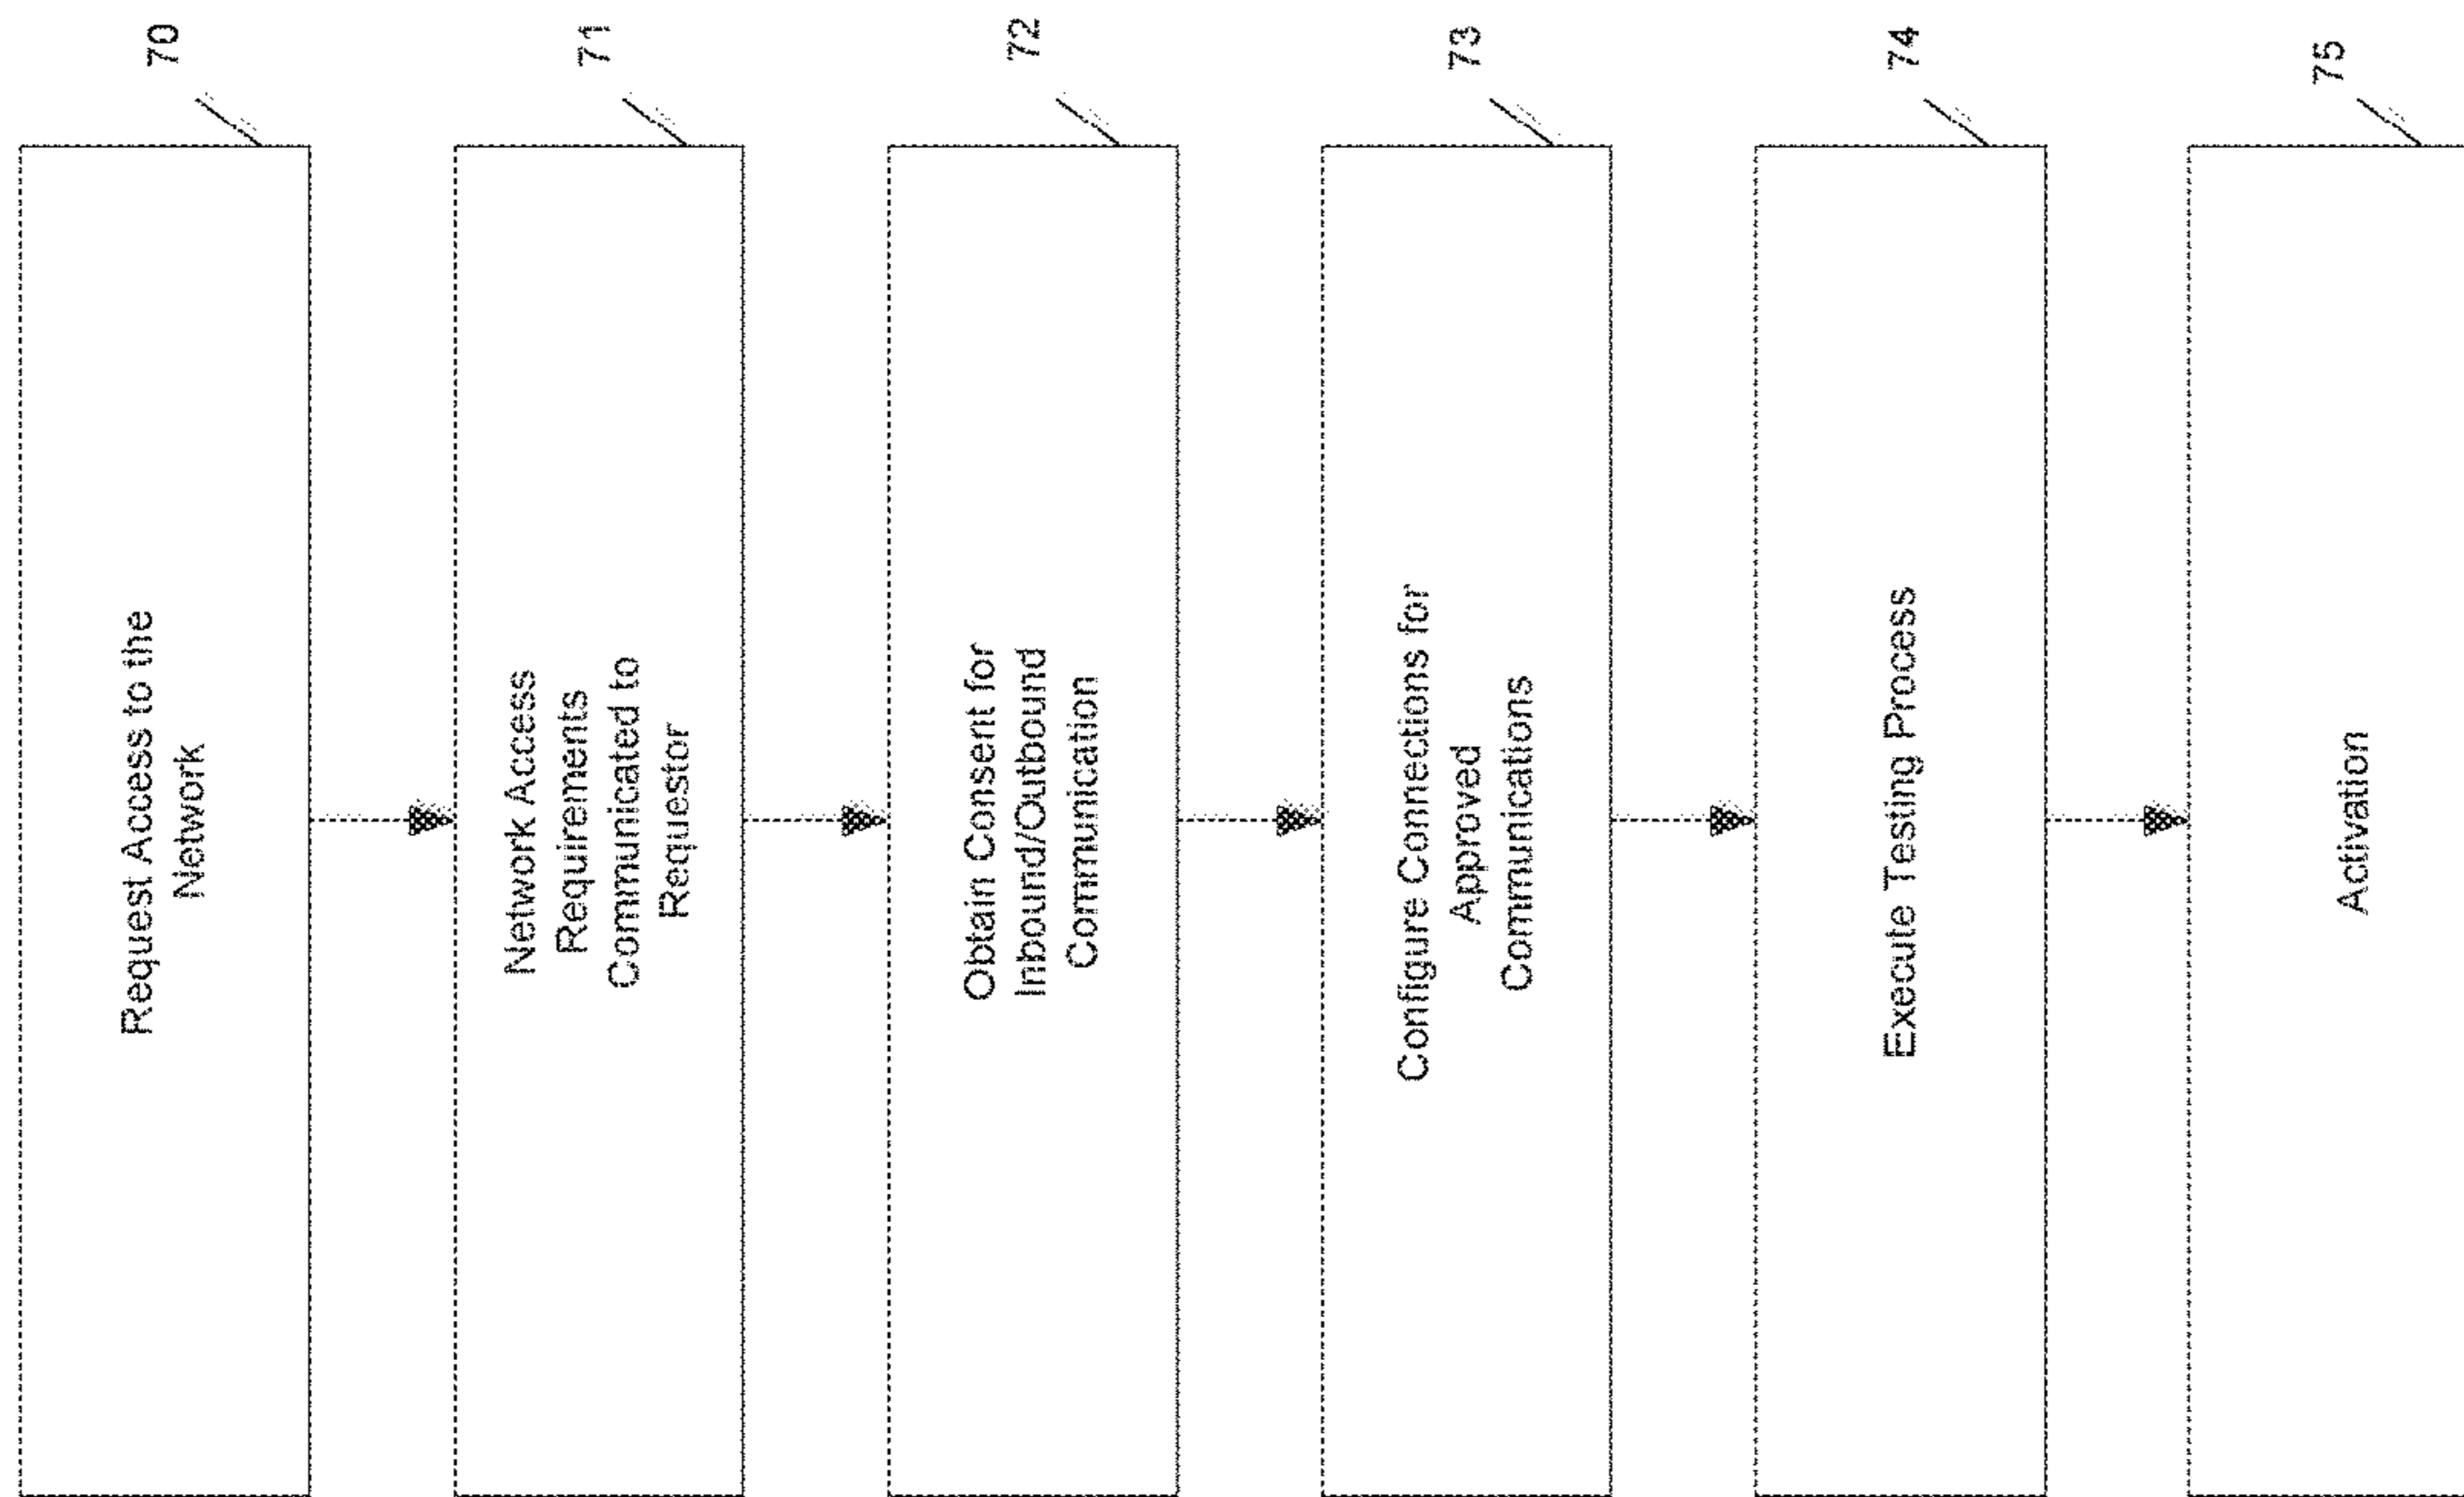 70
Request Access to the
Network
71
Network Access
Requirements
Communicated to
Requestor
72
Obtain Consent for
Inbound/Outbound
Communication
73
Configure Connections for
Approved
Communications
74
Execute Testing Process
75
Activation